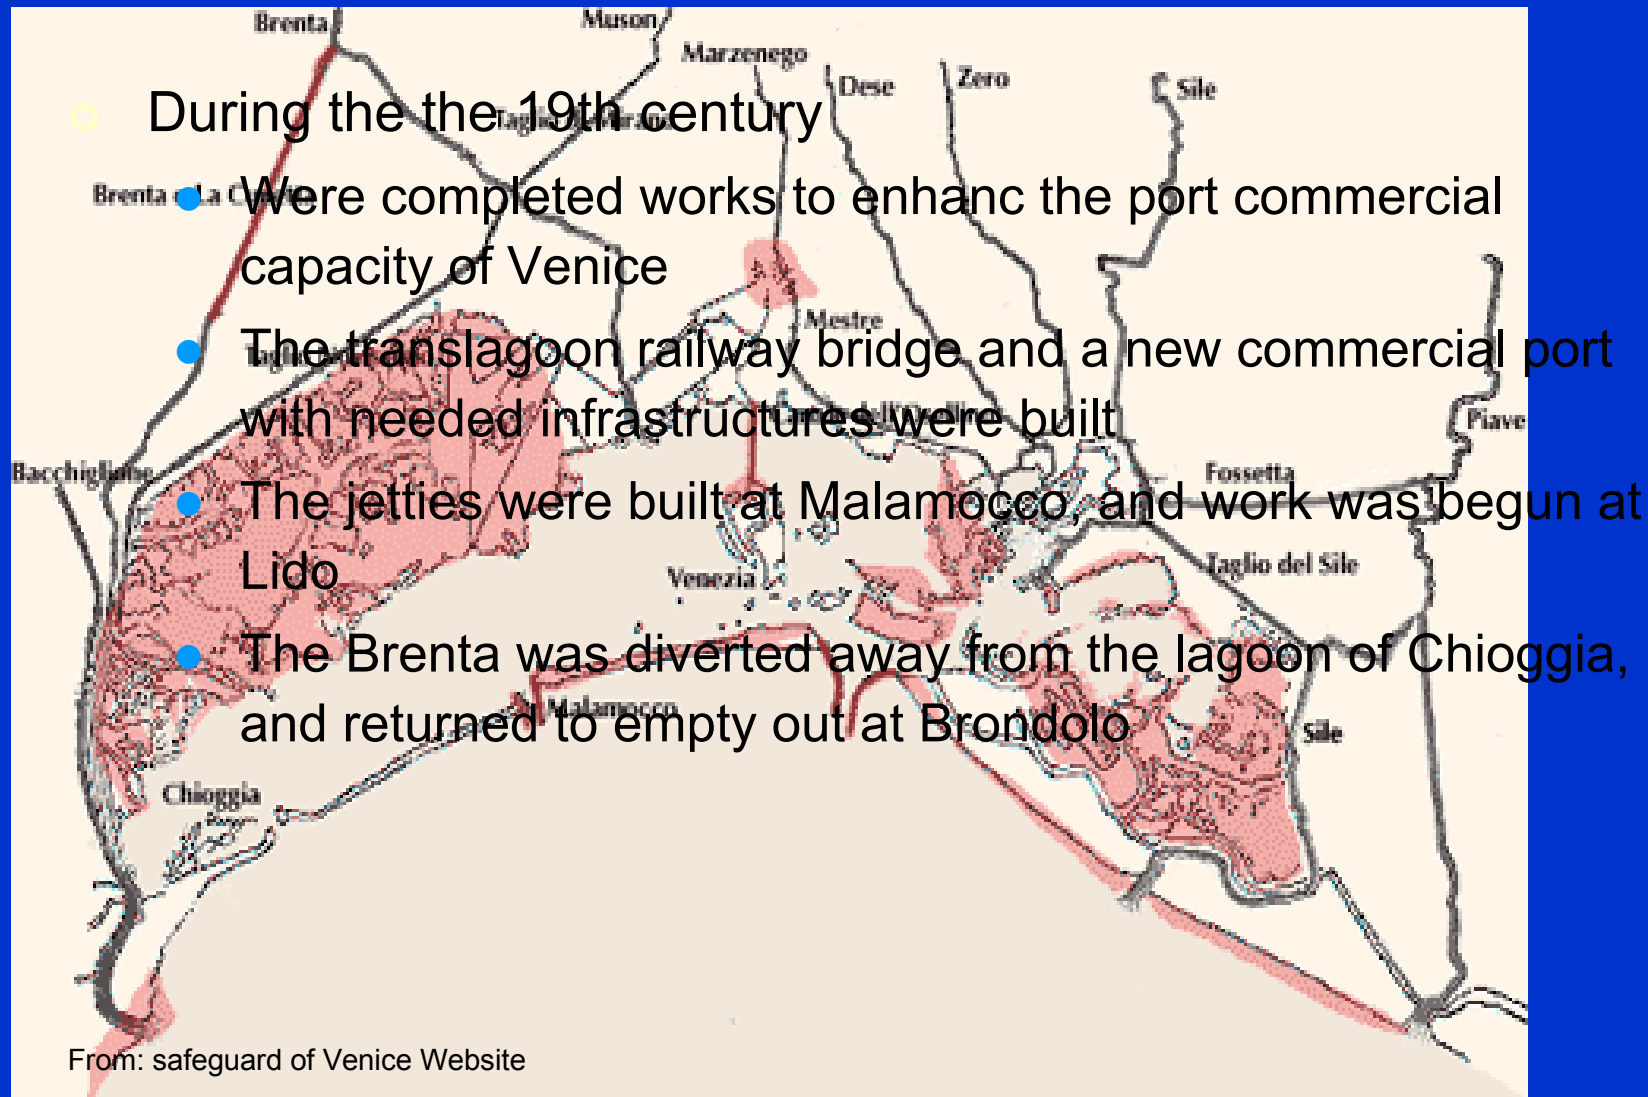 Brenta
Muson
Marzenego
Dese
Zero
Sile
During the the 19th century
Were completed works to enhanc the port commercial
capacity of Venice
Mestre
The translagoon railway bridge and a new commercial port
with needed infrastructures were built
Piave
Bacchiglione
Fossetta
The jetties were built at Malamocco, and work was begun at
Lido
Taglio del Sile
Venezia
The Brenta was diverted away from the lagoon of Chioggia,
and returned to empty out at Brondolo
Malamocco
Sile
Chioggia
From: safeguard of Venice Website